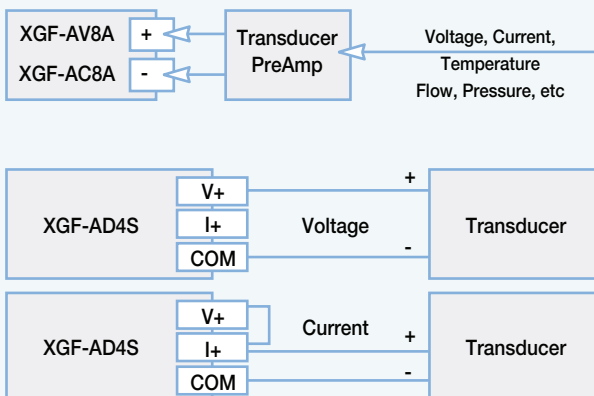 XGF-AV8A
+
Transducer
PreAmp
Voltage, Current,
Temperature
Flow, Pressure, etc
XGF-AC8A
-
XGF-AD4S
V+
I+
COM
Voltage
+
-
Transducer
XGF-AD4S
V+
I+
COM
Current
+
-
Transducer